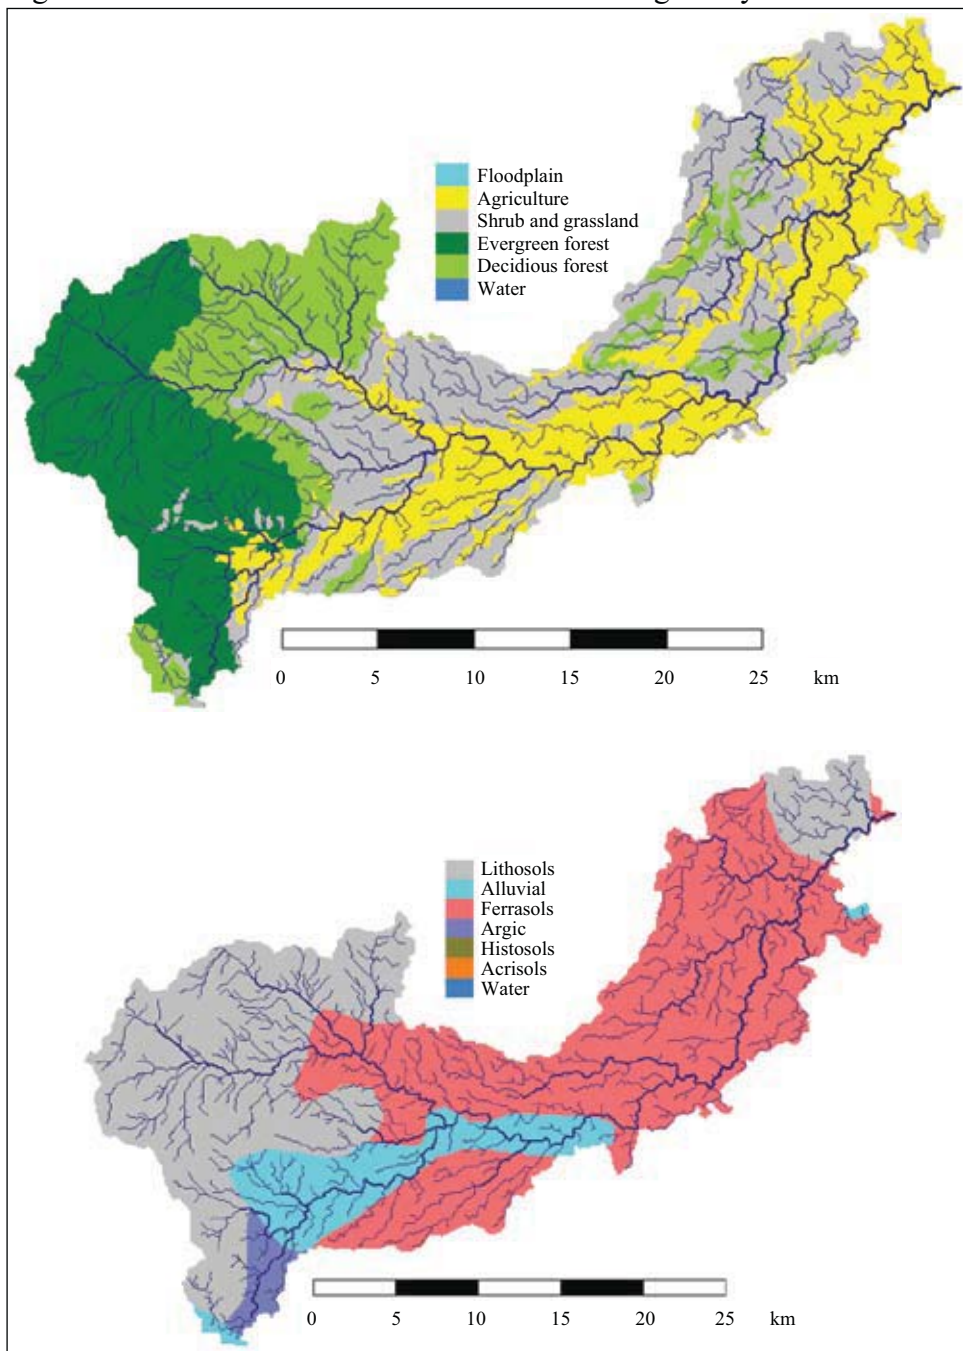 Floodplain
Agriculture
Shrub and grassland
Evergreen forest
Decidious forest
Water
0 5 10 15 20 25 km
Lithosols
Alluvial
Ferrasols
Argic
Histosols
Acrisols
Water
0 5 10 15 20 25 km